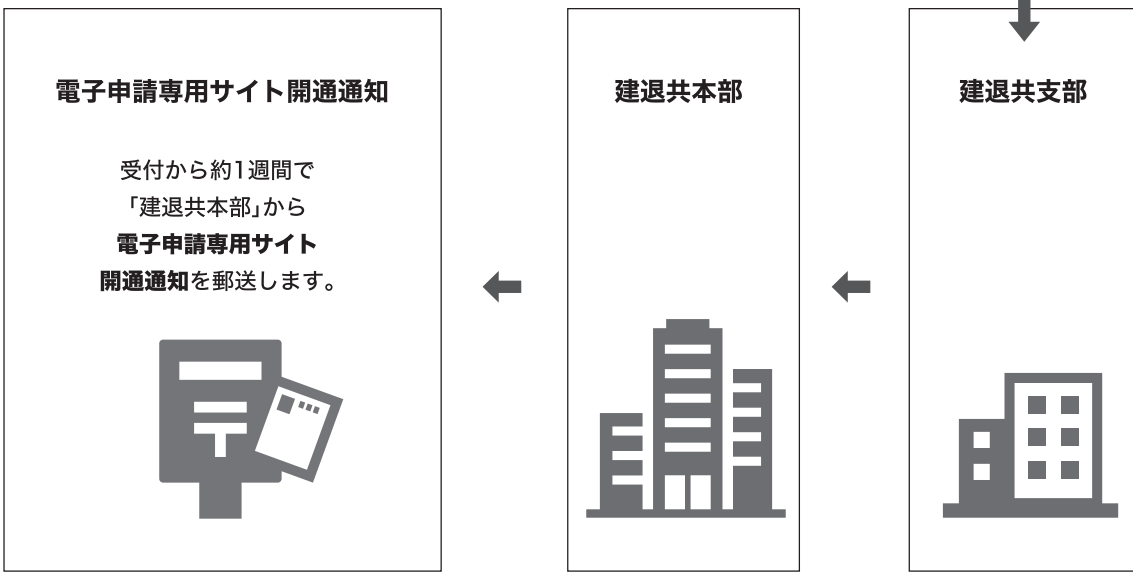 電子申請専用サイト開通通知
受付から約1週間で
「建退共本部」から
電子申請専用サイト
開通通知を郵送します。
建退共本部
建退共支部